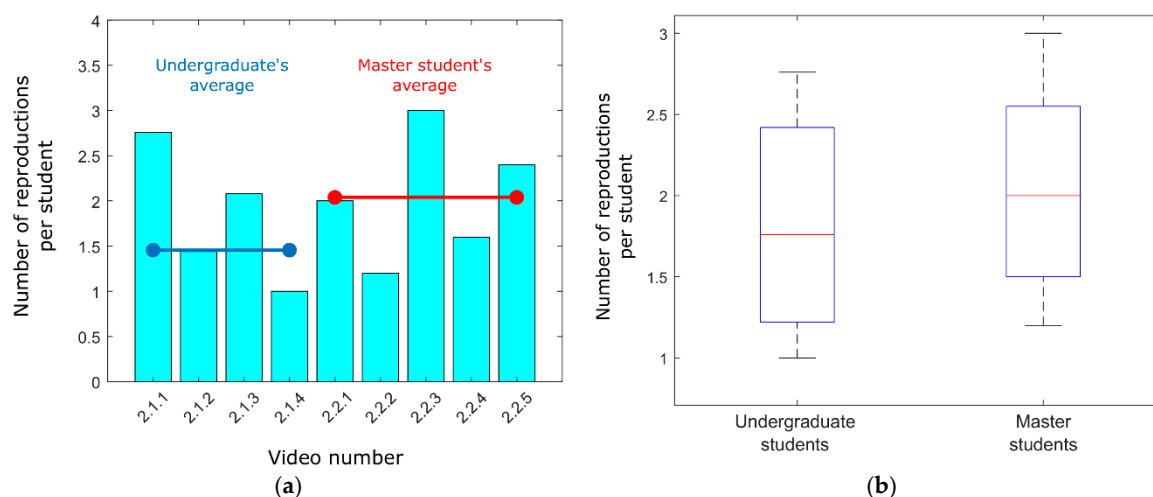 Number of reproductions
per student
4
3.5
3
2.5
2
1.5
1
0.5
0
Undergraduate's
average
Master student's
average
2.1.1
2.1.2
2.1.3
2.1.4
2.2.1
2.2.2
2.2.3
2.2.4
2.2.5
Video number
(a)
Number of reproductions
per student
3
2.5
2
1.5
1
Undergraduate
students
Master
students
(b)